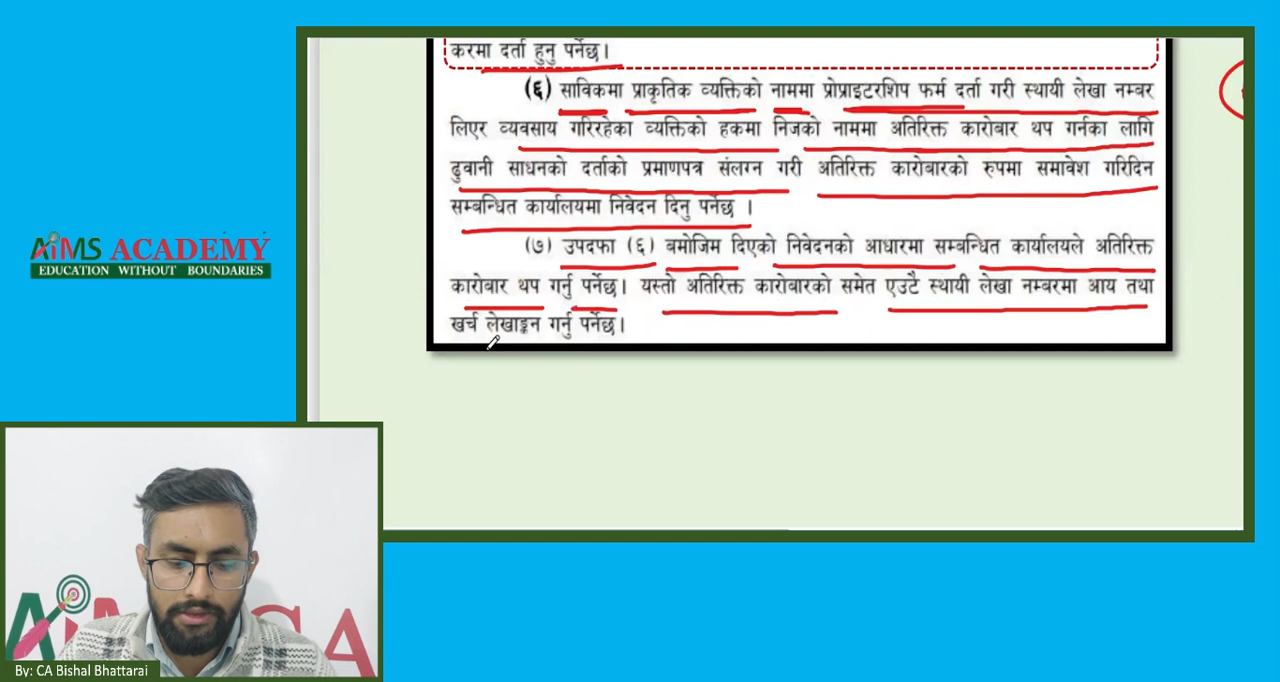 करमा दर्ता हुनु पर्नेछ।
(६) साविकमा प्राकृतिक व्यक्तिको नाममा प्रोप्राइटरशिप फर्म दर्ता गरी स्थायी लेखा नम्बर
लिएर व्यवसाय गरिरहेका व्यक्तिको हकमा निजको नाममा अतिरिक्त कारोबार थप गर्नका लागि
ढुवानी साधनको दर्ताको प्रमाणपत्र संलग्न गरी अतिरिक्त कारोबारको रुपमा समावेश गरिदिन
सम्बन्धित कार्यालयमा निवेदन दिनु पर्नेछ ।
(७) उपदफा (६) बमोजिम दिएको निवेदनको आधारमा सम्बन्धित कार्यालयले अतिरिक्त
कारोबार थप गर्नु पर्नेछ। यस्तो अतिरिक्त कारोबारको समेत एउटै स्थायी लेखा नम्बरमा आय तथा
खर्च लेखाङ्कन गर्नु पर्नेछ।
AiMS ACADEMY
EDUCATION WITHOUT BOUNDARIES
By: CA Bishal Bhattarai